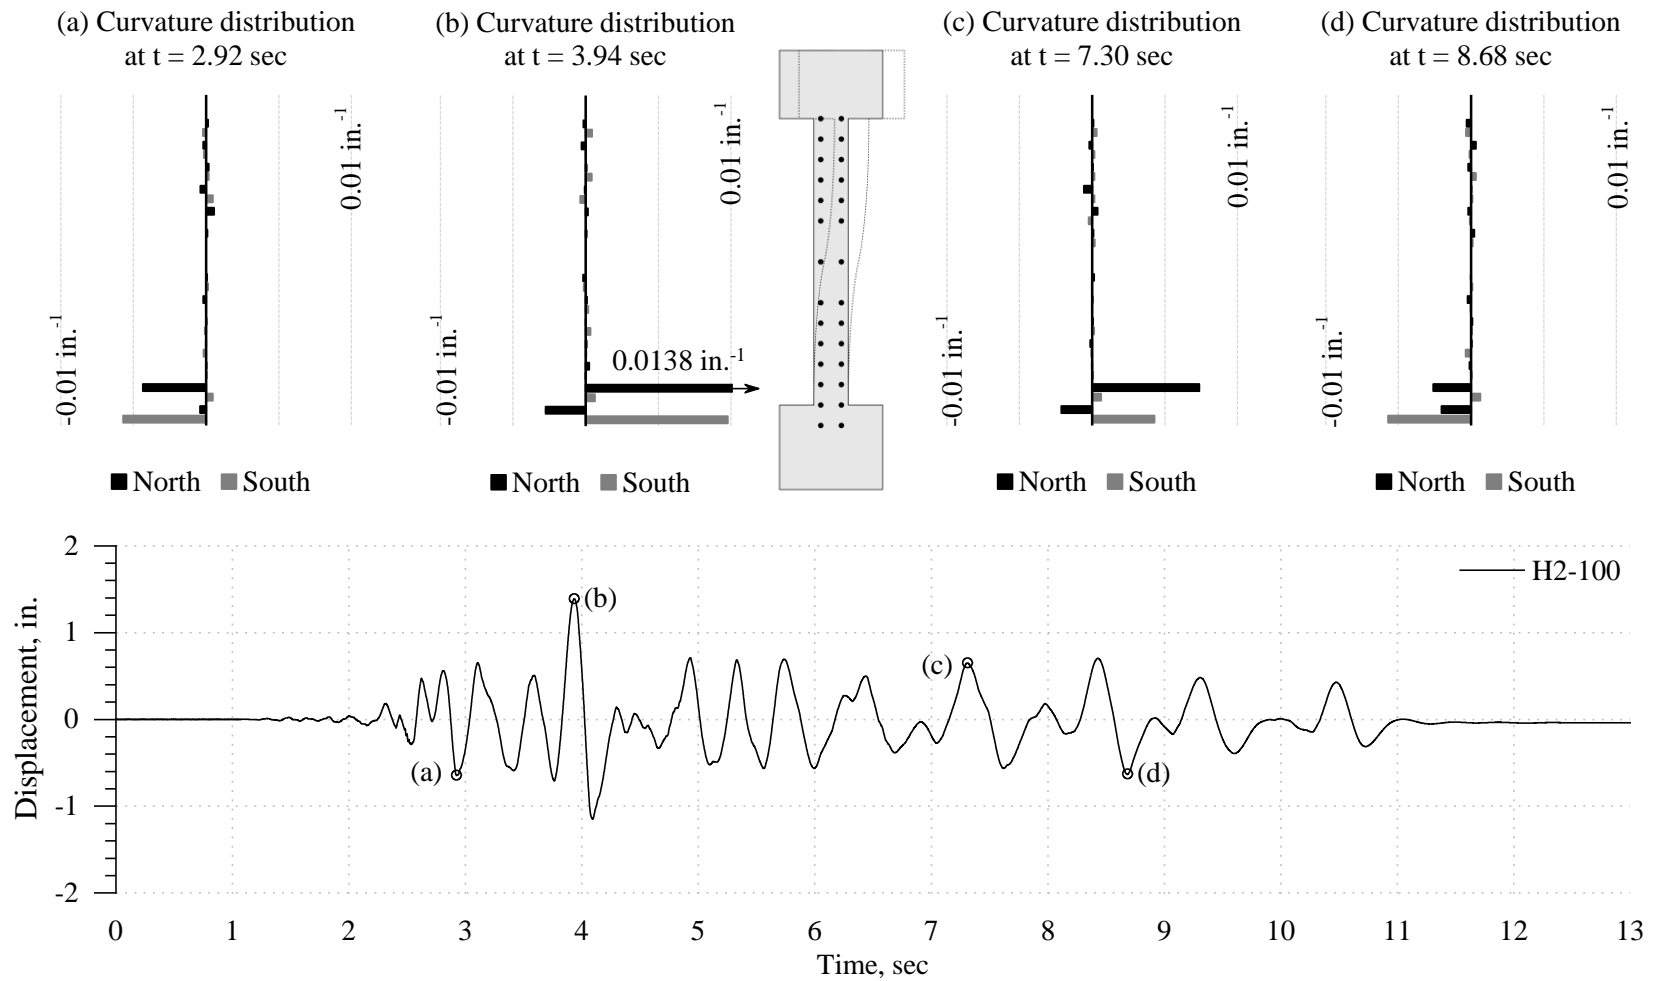 (a) Curvature distribution
at t = 2.92 sec
(b) Curvature distribution
at t = 3.94 sec
(c) Curvature distribution
at t = 7.30 sec
(d) Curvature distribution
at t = 8.68 sec
-0.01 in.⁻¹
0.01 in.⁻¹
-0.01 in.⁻¹
0.01 in.⁻¹
0.0138 in.⁻¹
-0.01 in.⁻¹
0.01 in.⁻¹
-0.01 in.⁻¹
0.01 in.⁻¹
North South
North South
North South
North South
Displacement, in.
2
1
0
-1
-2
H2-100
(a)
(b)
(c)
(d)
0 1 2 3 4 5 6 7 8 9 10 11 12 13
Time, sec